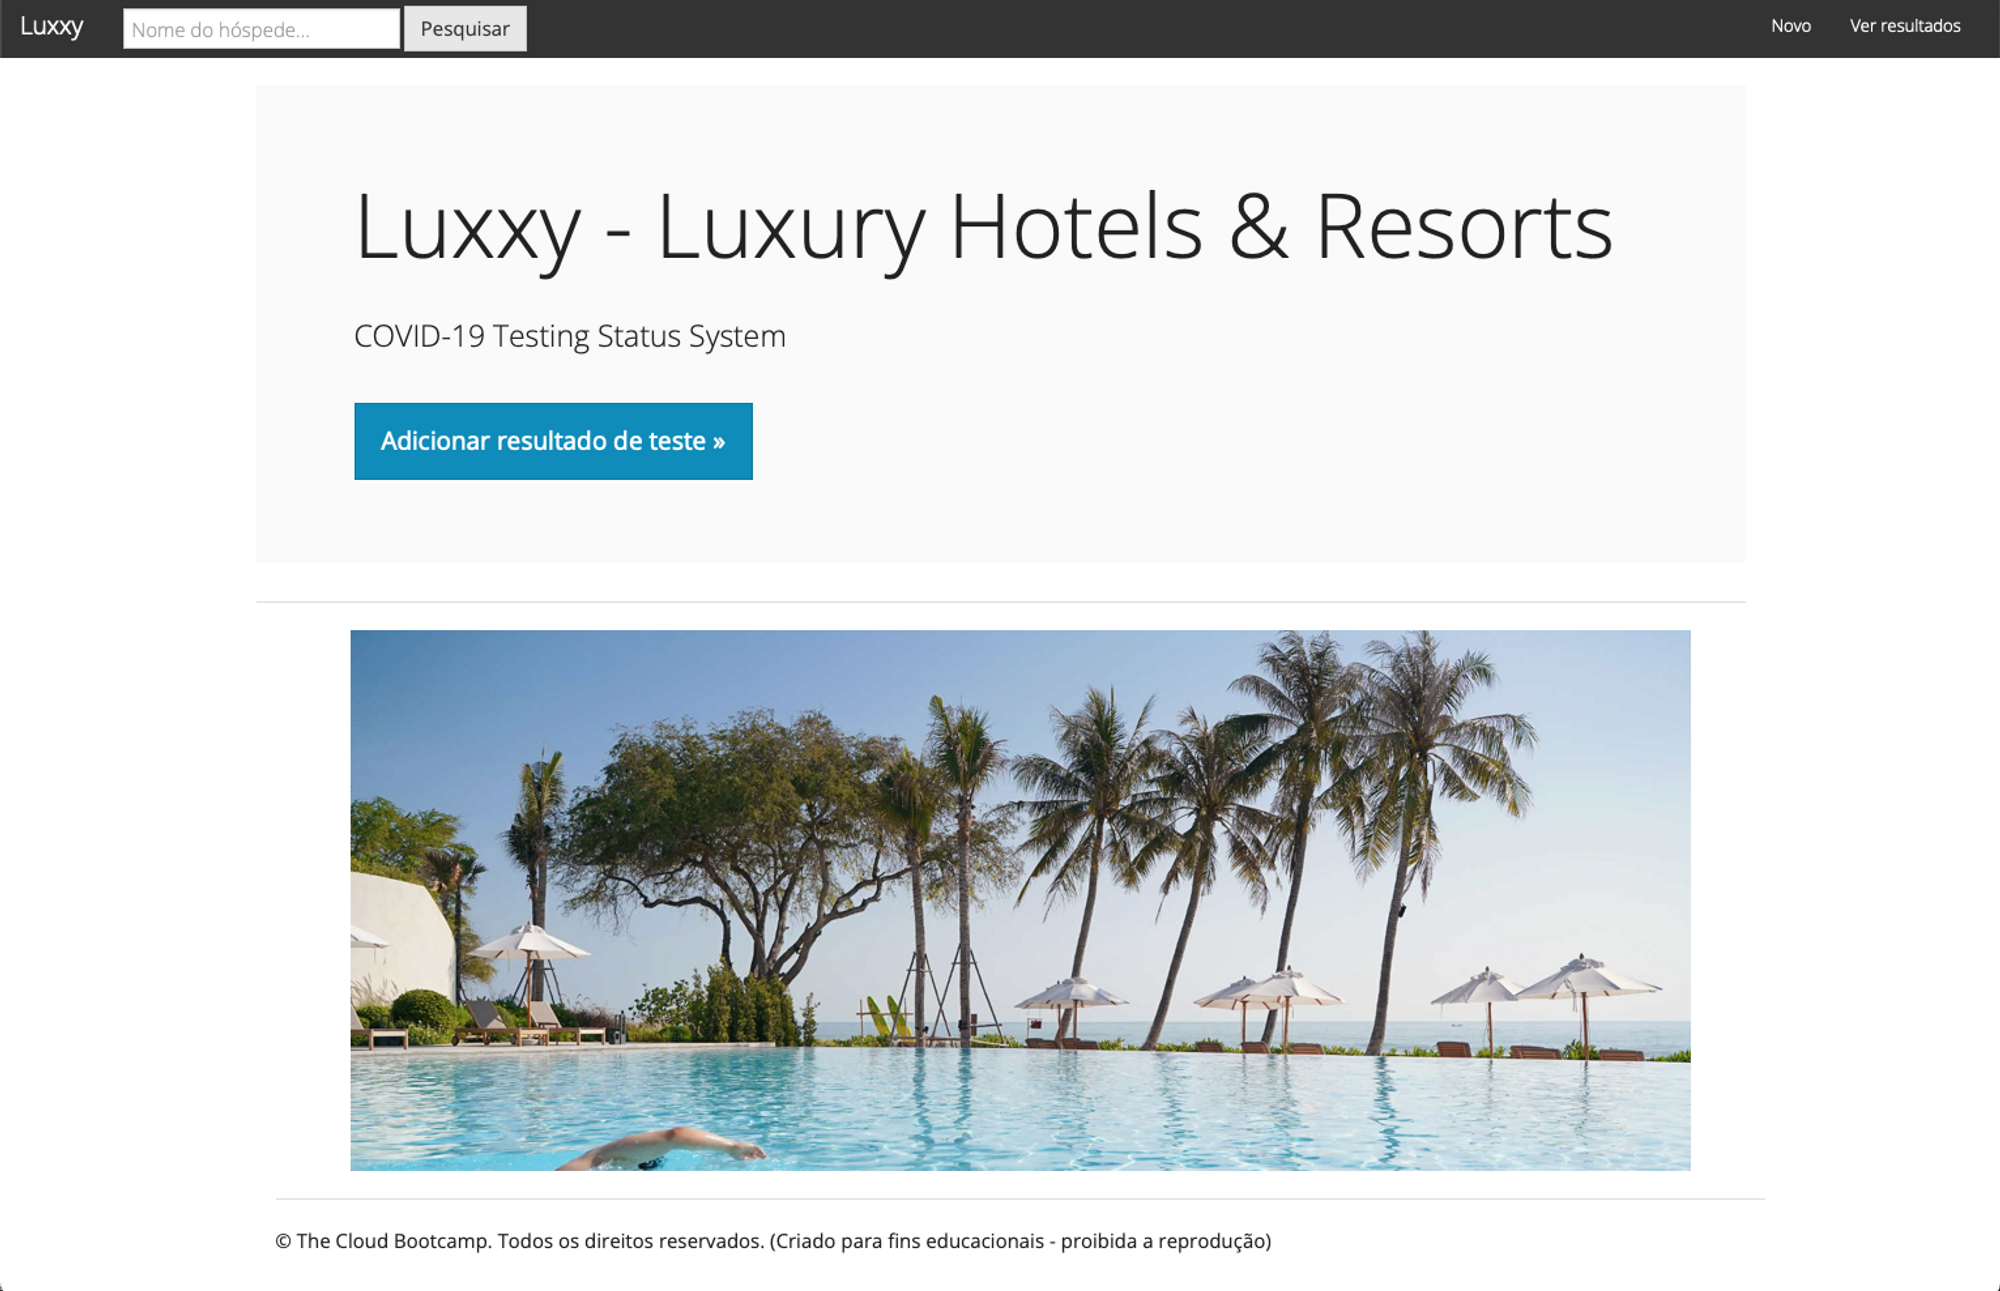 Luxxy Nome do hóspede... Pesquisar Novo Ver resultados
Luxxy - Luxury Hotels & Resorts
COVID-19 Testing Status System
Adicionar resultado de teste »
© The Cloud Bootcamp. Todos os direitos reservados. (Criado para fins educacionais - proibida a reprodução)